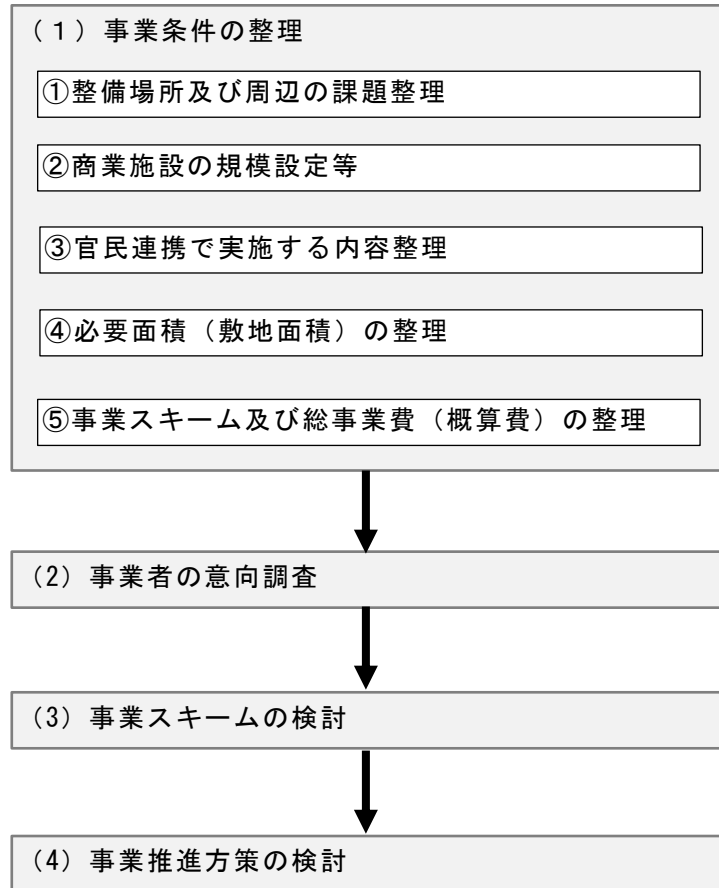 （１）事業条件の整理
①整備場所及び周辺の課題整理
②商業施設の規模設定等
③官民連携で実施する内容整理
④必要面積（敷地面積）の整理
⑤事業スキーム及び総事業費（概算費）の整理
（2）事業者の意向調査
（3）事業スキームの検討
（4）事業推進方策の検討